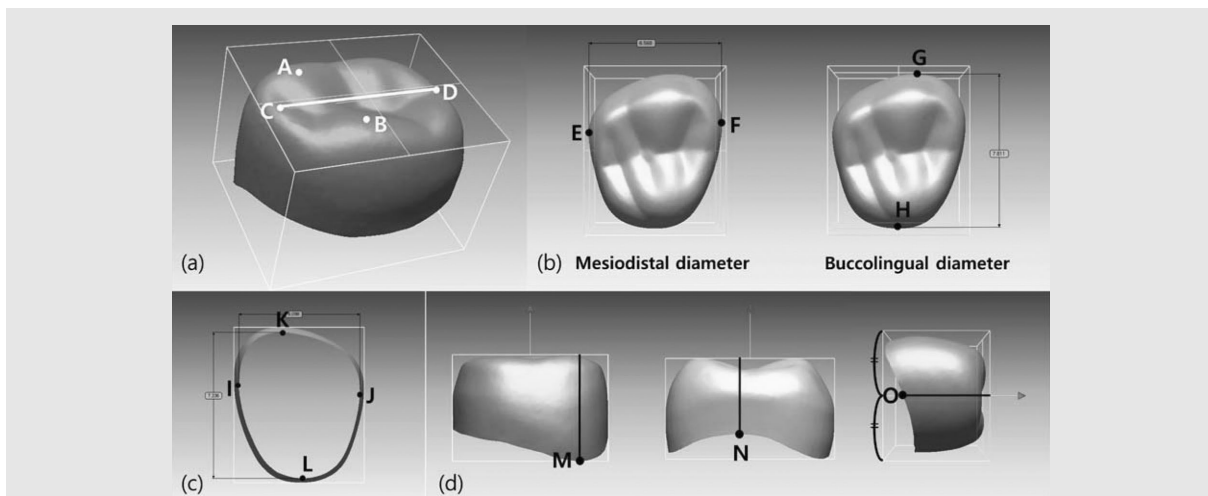 A
B
C
D
(a)
E
F
(b) Mesiodistal diameter
G
H
Buccolingual diameter
K
I
J
L
(c)
M
N
O
(d)